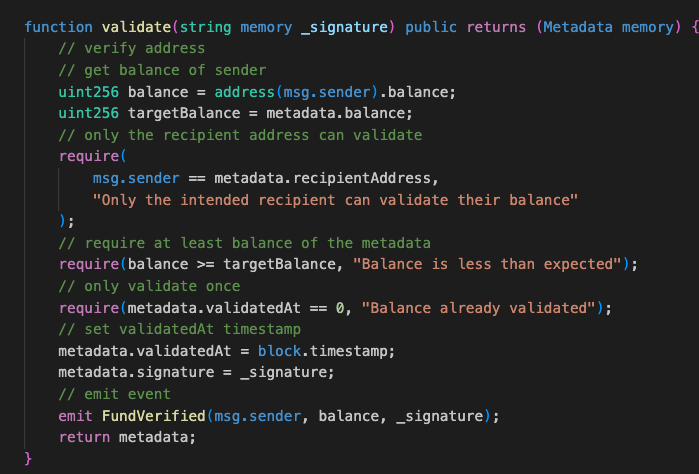 function validate(string memory _signature) public returns (Metadata memory) {
    // verify address
    // get balance of sender
    uint256 balance = address(msg.sender).balance;
    uint256 targetBalance = metadata.balance;
    // only the recipient address can validate
    require(
        msg.sender == metadata.recipientAddress,
        "Only the intended recipient can validate their balance"
    );
    // require at least balance of the metadata
    require(balance >= targetBalance, "Balance is less than expected");
    // only validate once
    require(metadata.validatedAt == 0, "Balance already validated");
    // set validatedAt timestamp
    metadata.validatedAt = block.timestamp;
    metadata.signature = _signature;
    // emit event
    emit FundVerified(msg.sender, balance, _signature);
    return metadata;
}